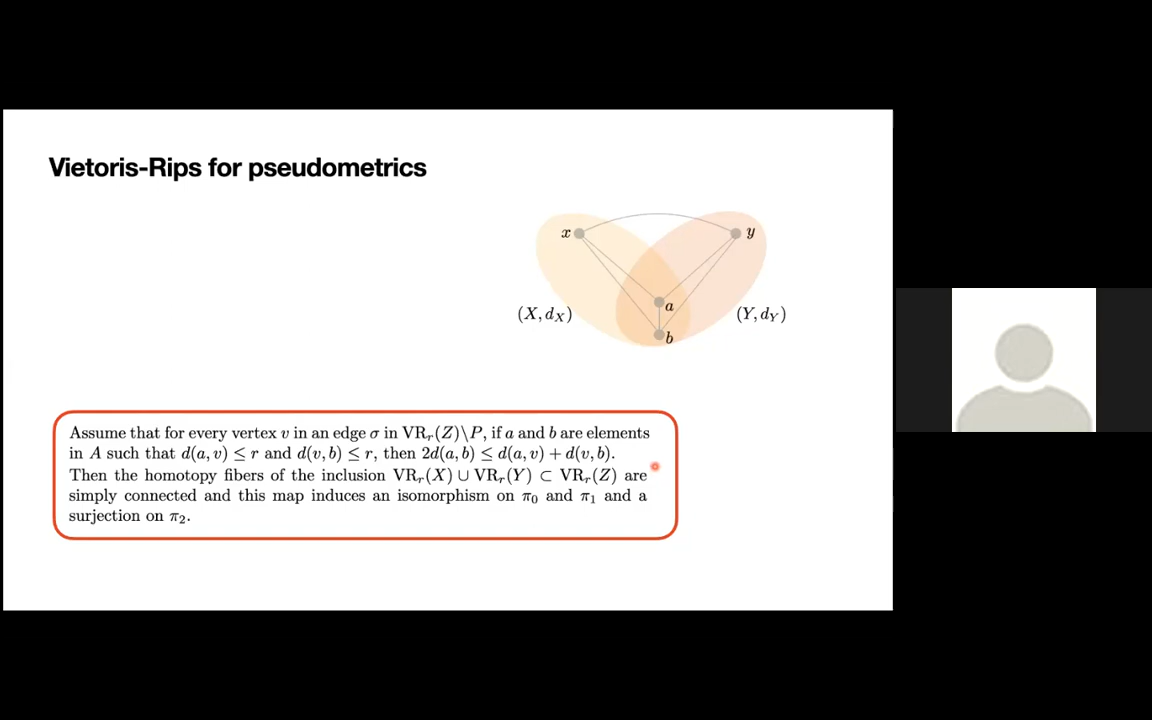 Vietoris-Rips for pseudometrics
x
y
a
(X, d_X)
(Y, d_Y)
b
Assume that for every vertex v in an edge σ in VR_r(Z)\P, if a and b are elements
in A such that d(a, v) ≤ r and d(v, b) ≤ r, then 2d(a, b) ≤ d(a, v) + d(v, b).
Then the homotopy fibers of the inclusion VR_r(X) ∪ VR_r(Y) ⊂ VR_r(Z) are
simply connected and this map induces an isomorphism on π_0 and π_1 and a
surjection on π_2.